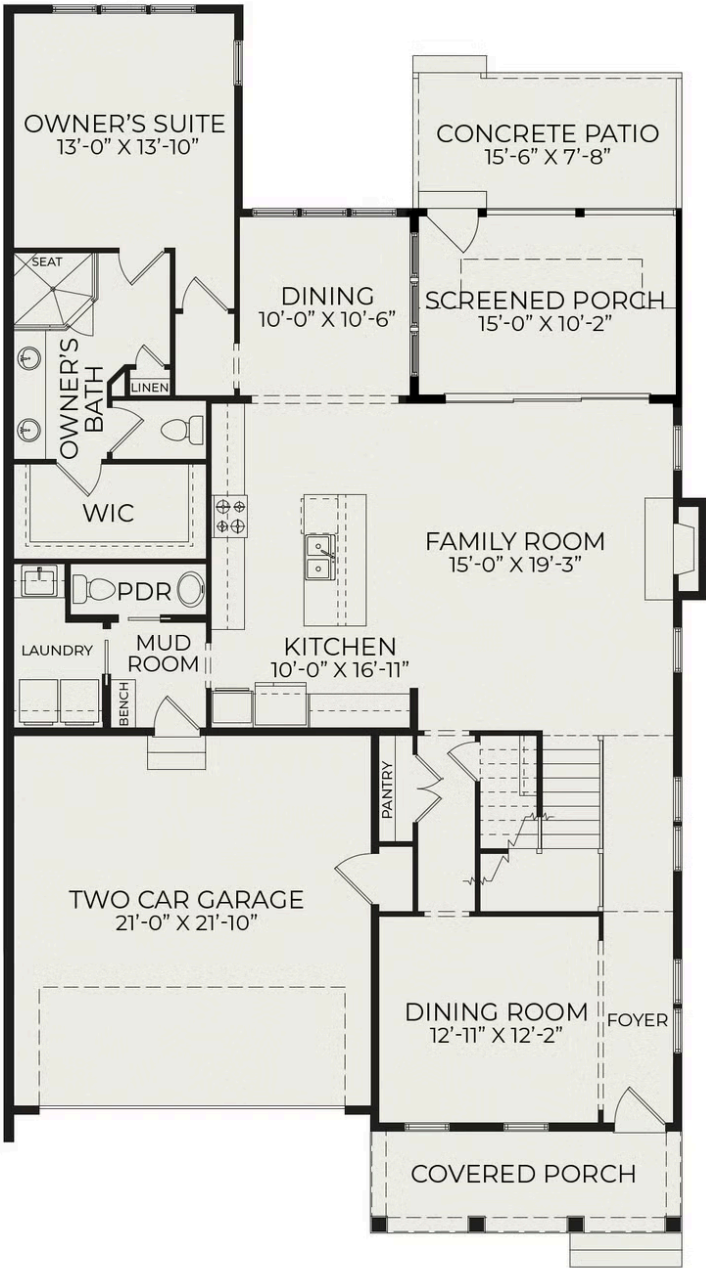 OWNER'S SUITE
13'-0" X 13'-10"
CONCRETE PATIO
15'-6" X 7'-8"
SEAT
DINING
10'-0" X 10'-6"
SCREENED PORCH
15'-0" X 10'-2"
OWNER'S
BATH
LINEN
WIC
FAMILY ROOM
15'-0" X 19'-3"
PDR
LAUNDRY
MUD
ROOM
KITCHEN
10'-0" X 16'-11"
BENCH
PANTRY
TWO CAR GARAGE
21'-0" X 21'-10"
DINING ROOM
12'-11" X 12'-2"
FOYER
COVERED PORCH